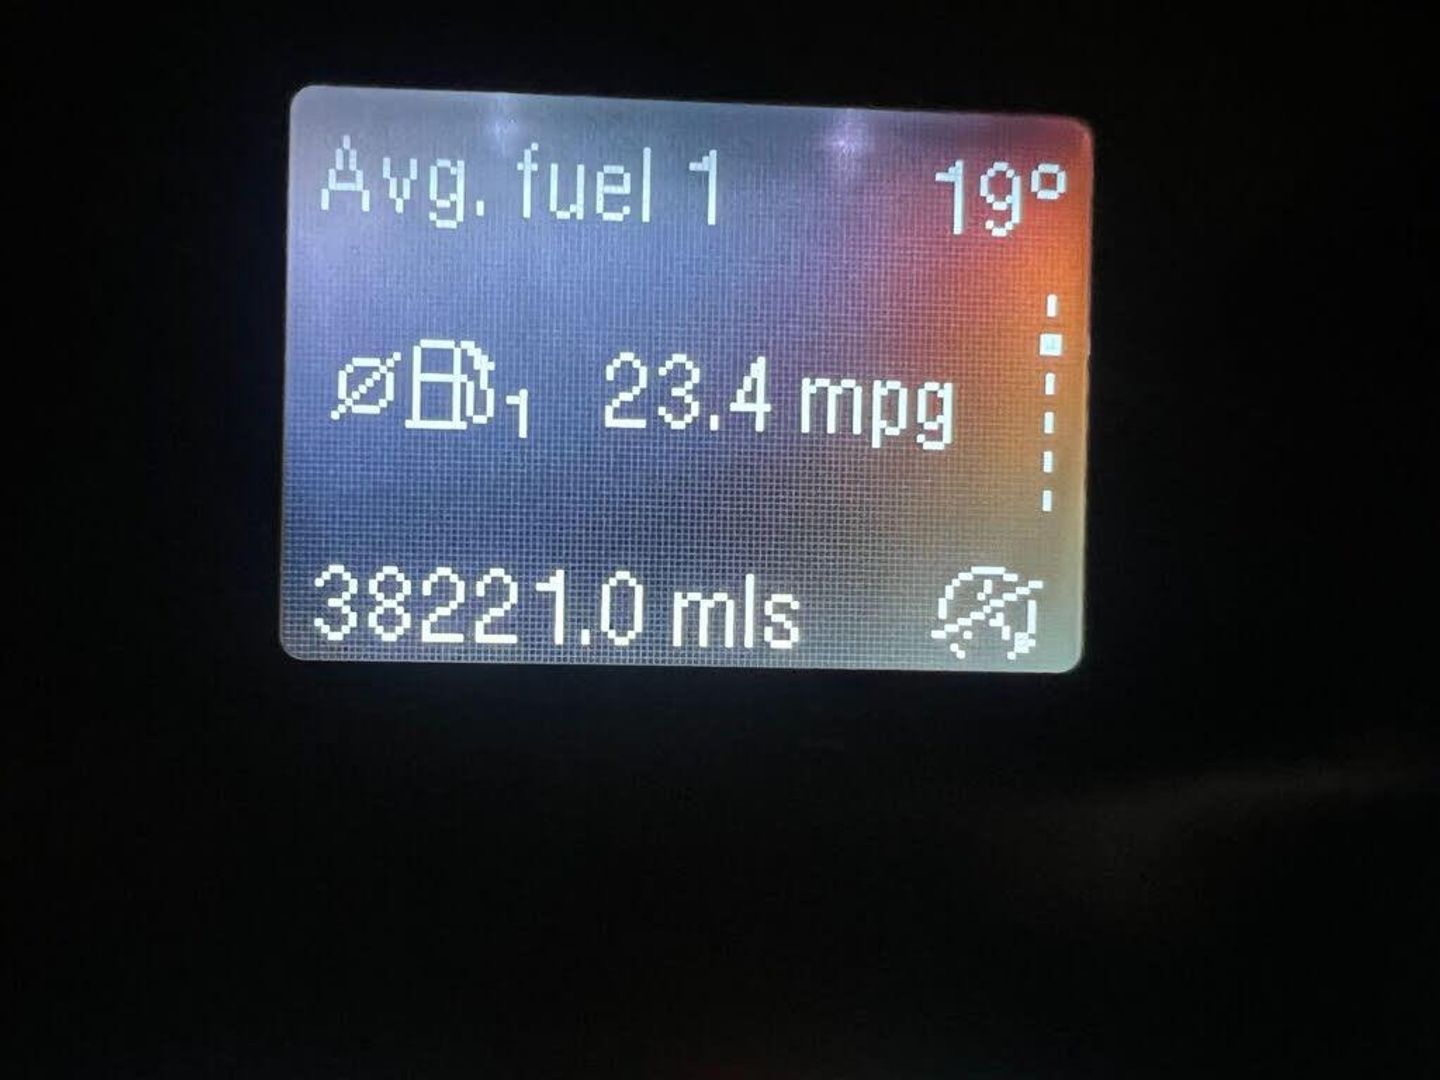 Avg. fuel 1 19°
Ø 1 23.4 mpg
38221.0 mls